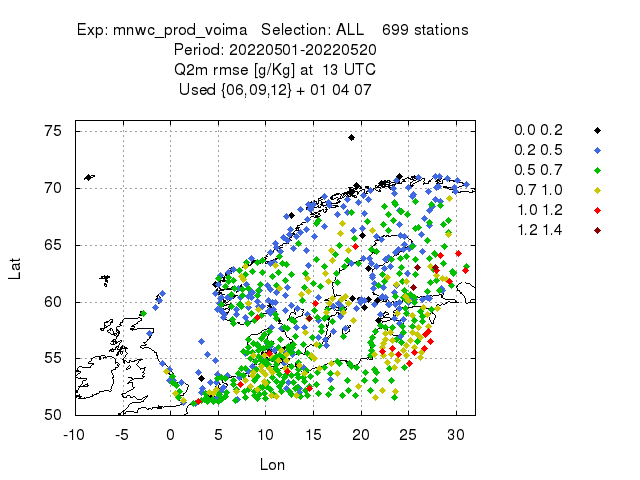 Exp: mnwc_prod_voima   Selection: ALL    699 stations
Period: 20220501-20220520
Q2m rmse [g/Kg] at  13 UTC
Used {06,09,12} + 01 04 07
75
70
65
60
55
50
Lat
-10 -5 0 5 10 15 20 25 30
Lon
0.0 0.2
0.2 0.5
0.5 0.7
0.7 1.0
1.0 1.2
1.2 1.4